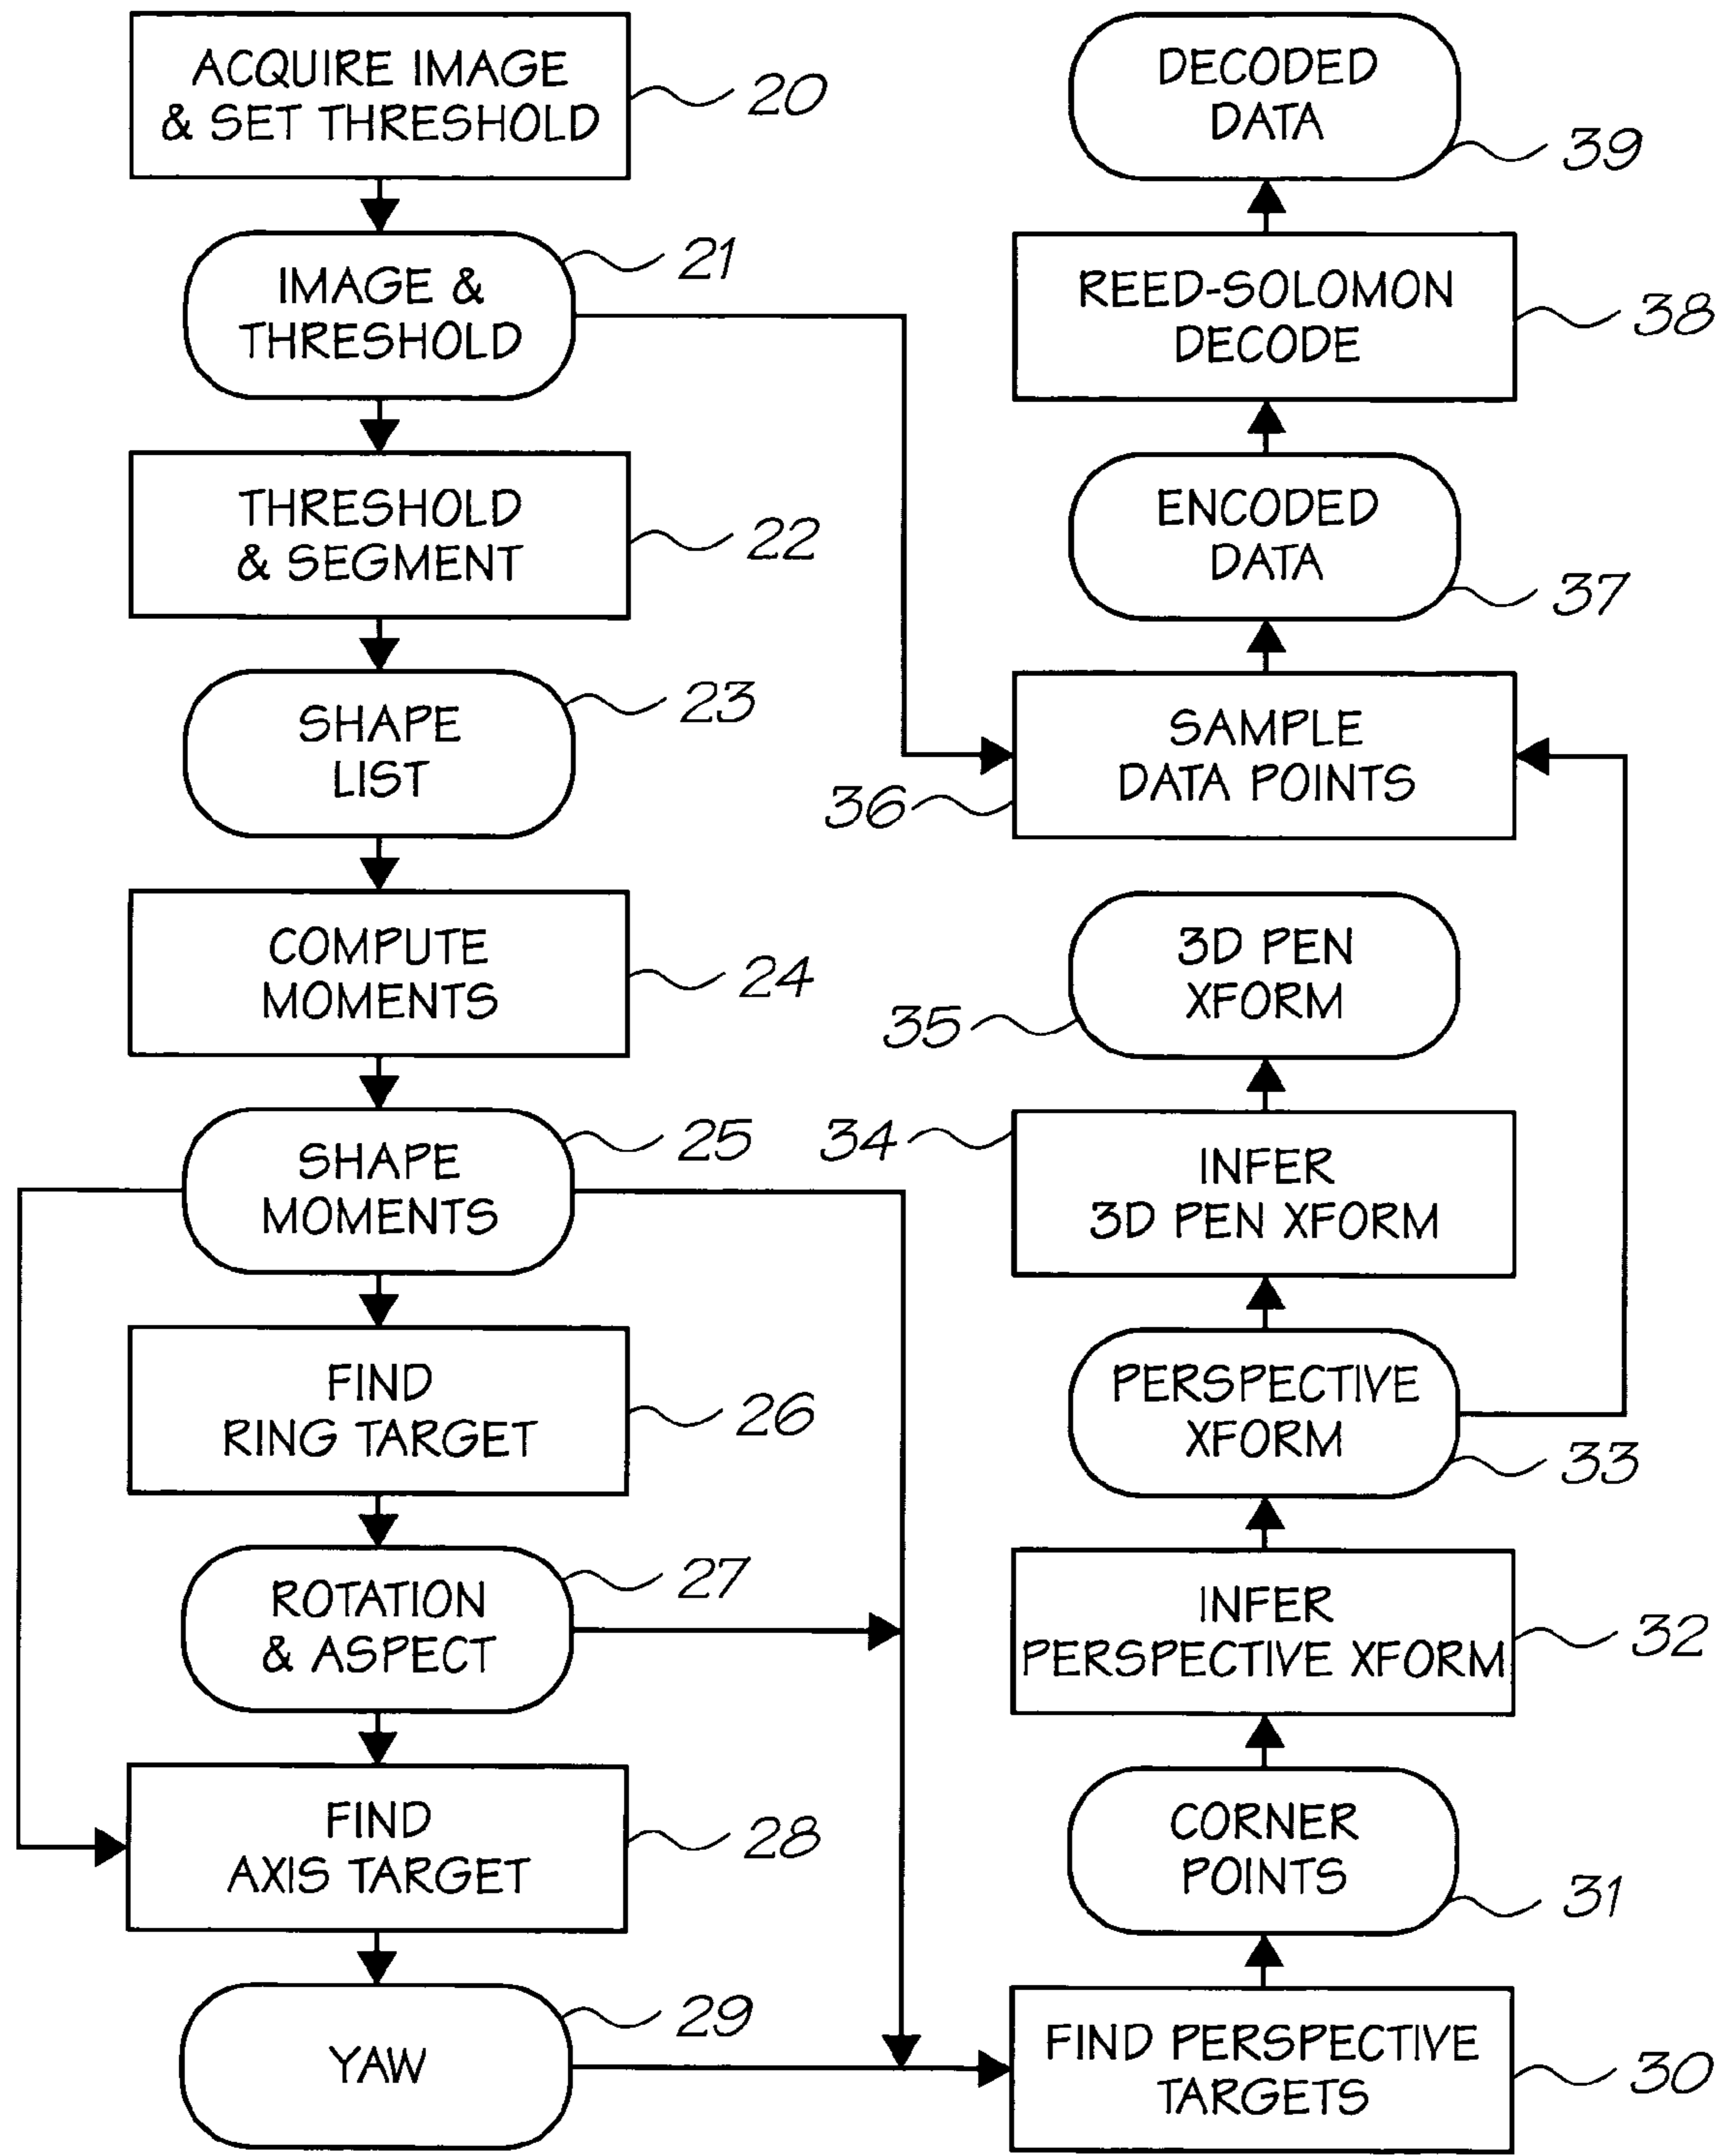 ACQUIRE IMAGE
& SET THRESHOLD
20
IMAGE &
THRESHOLD
21
THRESHOLD
& SEGMENT
22
SHAPE
LIST
23
COMPUTE
MOMENTS
24
SHAPE
MOMENTS
25
FIND
RING TARGET
26
ROTATION
& ASPECT
27
FIND
AXIS TARGET
28
YAW
29
DECODED
DATA
39
REED-SOLOMON
DECODE
38
ENCODED
DATA
37
SAMPLE
DATA POINTS
36
3D PEN
XFORM
35
INFER
3D PEN XFORM
34
PERSPECTIVE
XFORM
33
INFER
PERSPECTIVE XFORM
32
CORNER
POINTS
31
FIND PERSPECTIVE
TARGETS
30